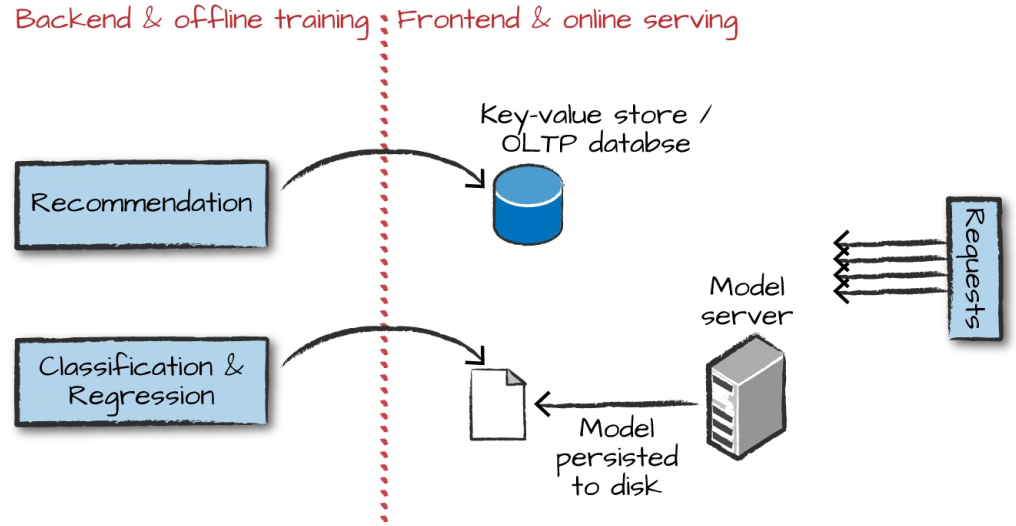 Backend & offline training
Frontend & online serving
Key-value store /
OLTP databse
Recommendation
Requests
Model
server
Classification &
Regression
Model
persisted
to disk